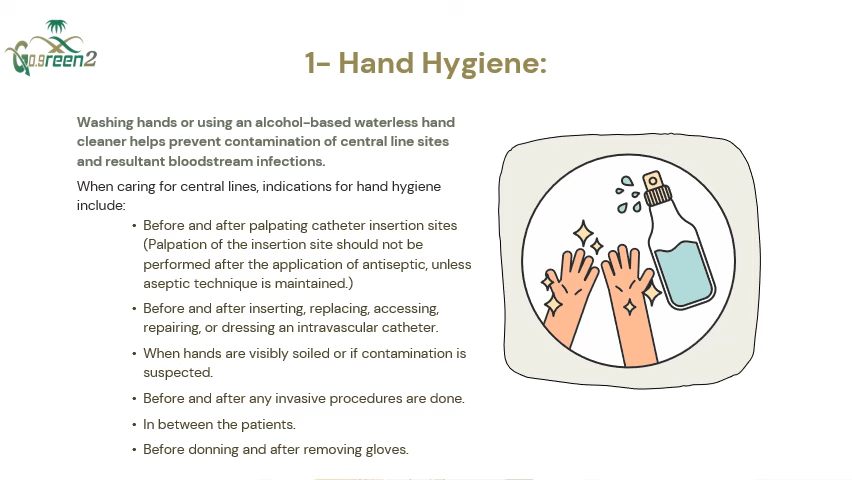 Go.green2
1- Hand Hygiene:
Washing hands or using an alcohol-based waterless hand
cleaner helps prevent contamination of central line sites
and resultant bloodstream infections.
When caring for central lines, indications for hand hygiene
include:
• Before and after palpating catheter insertion sites
(Palpation of the insertion site should not be
performed after the application of antiseptic, unless
aseptic technique is maintained.)
• Before and after inserting, replacing, accessing,
repairing, or dressing an intravascular catheter.
• When hands are visibly soiled or if contamination is
suspected.
• Before and after any invasive procedures are done.
• In between the patients.
• Before donning and after removing gloves.